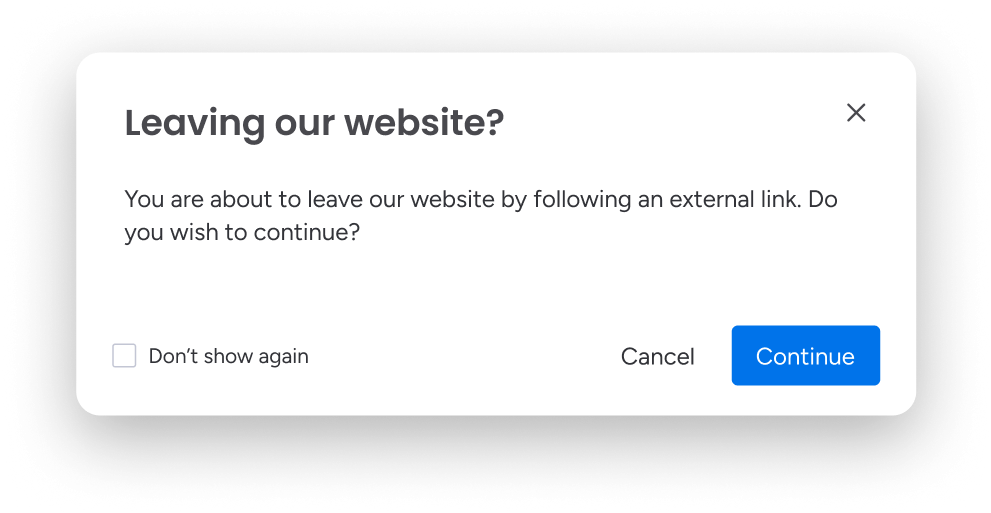 Leaving our website?
You are about to leave our website by following an external link. Do
you wish to continue?
Don’t show again
Cancel
Continue